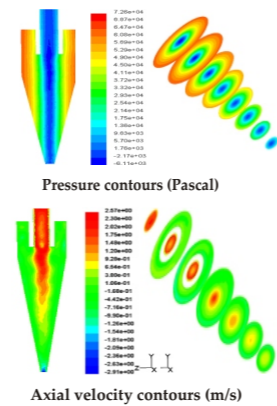 7.26e+04
6.87e+04
6.47e+04
6.08e+04
5.69e+04
5.29e+04
4.90e+04
4.50e+04
4.11e+04
3.72e+04
3.32e+04
2.93e+04
2.54e+04
2.14e+04
1.75e+04
1.36e+04
9.63e+03
5.70e+03
1.76e+03
-2.17e+03
-6.11e+03
Pressure contours (Pascal)
2.57e+00
2.30e+00
2.02e+00
1.75e+00
1.48e+00
1.20e+00
9.28e-01
6.54e-01
3.80e-01
1.06e-01
-1.68e-01
-4.42e-01
-7.16e-01
-9.90e-01
-1.26e+00
-1.54e+00
-1.81e+00
-2.09e+00
-2.36e+00
-2.63e+00
-2.91e+00
Y Y
Z X X
Axial velocity contours (m/s)